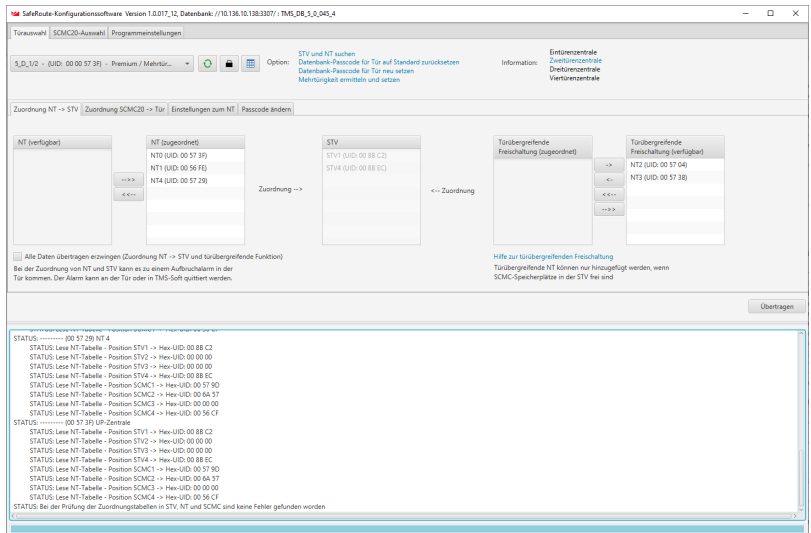 SafeRoute-Konfigurationssoftware Version 1.0.017_12, Datenbank: //10.136.10.138:3307/ : TMS_DB_5_0_045_4
Türauswahl SCMC20-Auswahl Programmeinstellungen
5_D_1/2 - (UID: 00 00 57 3F) - Premium / Mehrtür...
Option:
STV und NT suchen
Datenbank-Passcode für Tür auf Standard zurücksetzen
Datenbank-Passcode für Tür neu setzen
Mehrtürigkeit ermitteln und setzen
Information:
Eintürenzentrale
Zweitürenzentrale
Dreitürenzentrale
Viertürenzentrale
Zuordnung NT -> STV Zuordnung SCMC20 -> Tür Einstellungen zum NT Passcode ändern
NT (verfügbar)
-->>
<<--
NT (zugeordnet)
NT0 (UID: 00 57 3F)
NT1 (UID: 00 56 FE)
NT4 (UID: 00 57 29)
Zuordnung -->
STV
STV1 (UID: 00 8B C2)
STV4 (UID: 00 8B EC)
<-- Zuordnung
Türübergreifende
Freischaltung (zugeordnet)
->
<-
<<--
-->>
Türübergreifende
Freischaltung (verfügbar)
NT2 (UID: 00 57 04)
NT3 (UID: 00 57 38)
Alle Daten übertragen erzwingen (Zuordnung NT -> STV und türübergreifende Funktion)
Bei der Zuordnung von NT und STV kann es zu einem Aufbruchalarm in der
Tür kommen. Der Alarm kann an der Tür oder in TMS-Soft quittiert werden.
Hilfe zur türübergreifenden Freischaltung
Türübergreifende NT können nur hinzugefügt werden, wenn
SCMC-Speicherplätze in der STV frei sind
Übertragen
STATUS: --------- (00 57 29) NT 4
STATUS: Lese NT-Tabelle - Position STV1 -> Hex-UID: 00 8B C2
STATUS: Lese NT-Tabelle - Position STV2 -> Hex-UID: 00 00 00
STATUS: Lese NT-Tabelle - Position STV3 -> Hex-UID: 00 00 00
STATUS: Lese NT-Tabelle - Position STV4 -> Hex-UID: 00 8B EC
STATUS: Lese NT-Tabelle - Position SCMC1 -> Hex-UID: 00 57 9D
STATUS: Lese NT-Tabelle - Position SCMC2 -> Hex-UID: 00 6A 57
STATUS: Lese NT-Tabelle - Position SCMC3 -> Hex-UID: 00 00 00
STATUS: Lese NT-Tabelle - Position SCMC4 -> Hex-UID: 00 56 CF
STATUS: --------- (00 57 3F) UP-Zentrale
STATUS: Lese NT-Tabelle - Position STV1 -> Hex-UID: 00 8B C2
STATUS: Lese NT-Tabelle - Position STV2 -> Hex-UID: 00 00 00
STATUS: Lese NT-Tabelle - Position STV3 -> Hex-UID: 00 00 00
STATUS: Lese NT-Tabelle - Position STV4 -> Hex-UID: 00 8B EC
STATUS: Lese NT-Tabelle - Position SCMC1 -> Hex-UID: 00 57 9D
STATUS: Lese NT-Tabelle - Position SCMC2 -> Hex-UID: 00 6A 57
STATUS: Lese NT-Tabelle - Position SCMC3 -> Hex-UID: 00 00 00
STATUS: Lese NT-Tabelle - Position SCMC4 -> Hex-UID: 00 56 CF
STATUS: Bei der Prüfung der Zuordnungstabellen in STV, NT und SCMC sind keine Fehler gefunden worden